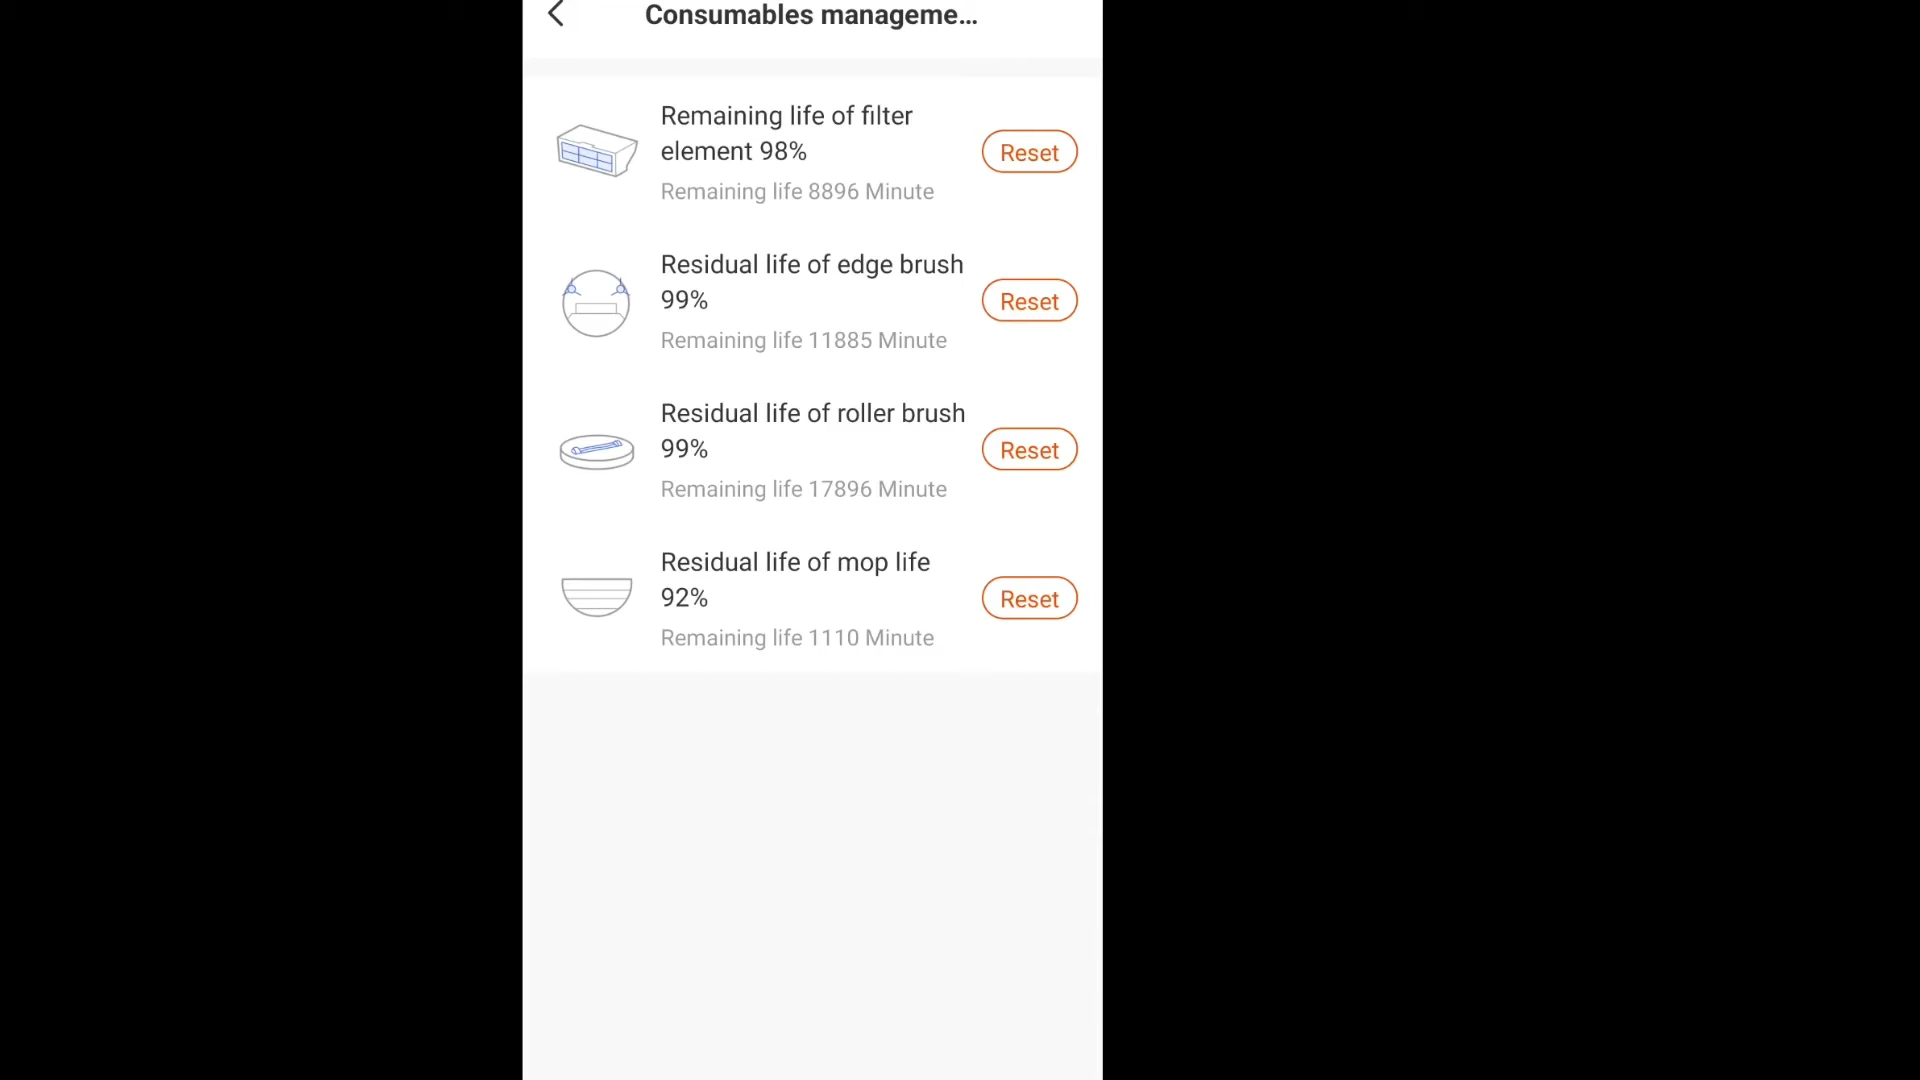 Consumables manageme...
Remaining life of filter
element 98%
Remaining life 8896 Minute
Reset
Residual life of edge brush
99%
Remaining life 11885 Minute
Reset
Residual life of roller brush
99%
Remaining life 17896 Minute
Reset
Residual life of mop life
92%
Remaining life 1110 Minute
Reset